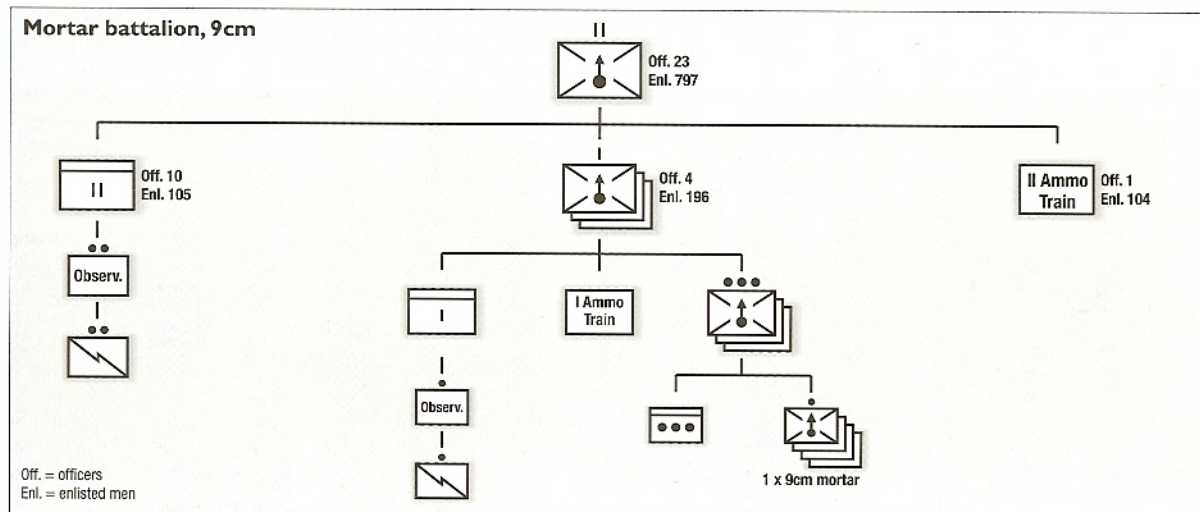 Mortar battalion, 9cm
II
Off. 23
Enl. 797
II
Off. 10
Enl. 105
I
Off. 4
Enl. 196
II Ammo
Train
Off. 1
Enl. 104
Observ.
I
I Ammo
Train
Observ.
1 x 9cm mortar
Off. = officers
Enl. = enlisted men